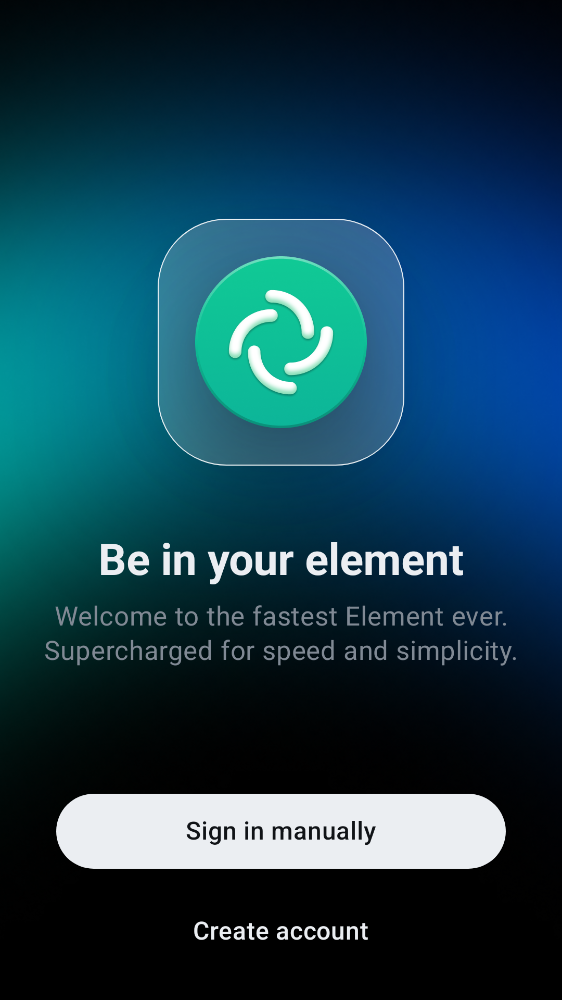 Be in your element
Welcome to the fastest Element ever.
Supercharged for speed and simplicity.
Sign in manually
Create account